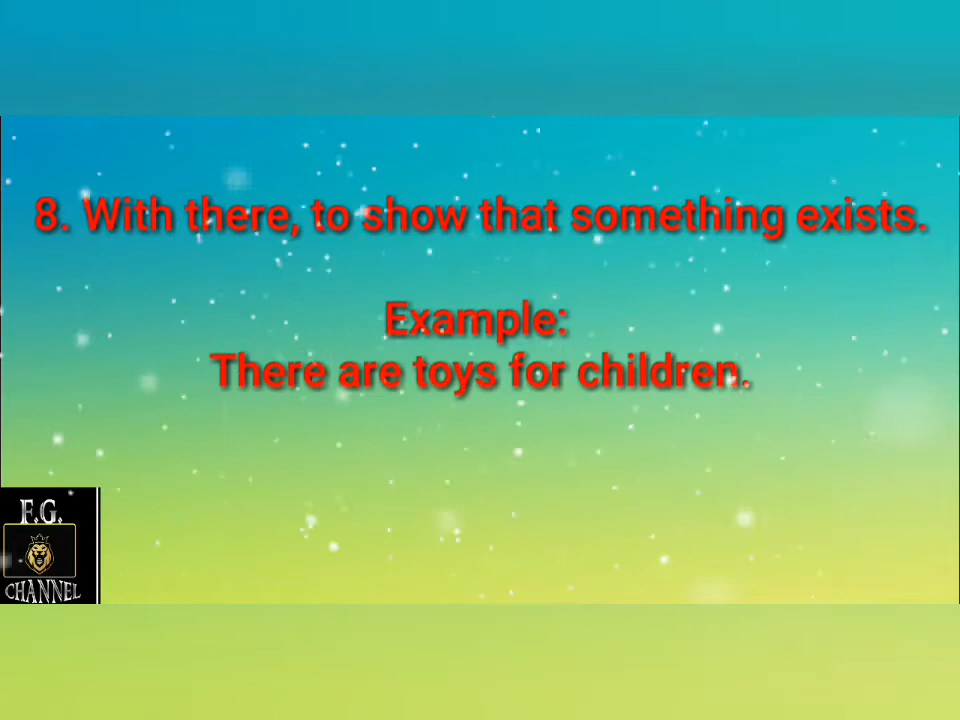 8. With there, to show that something exists.
Example:
There are toys for children.
F.G.
CHANNEL